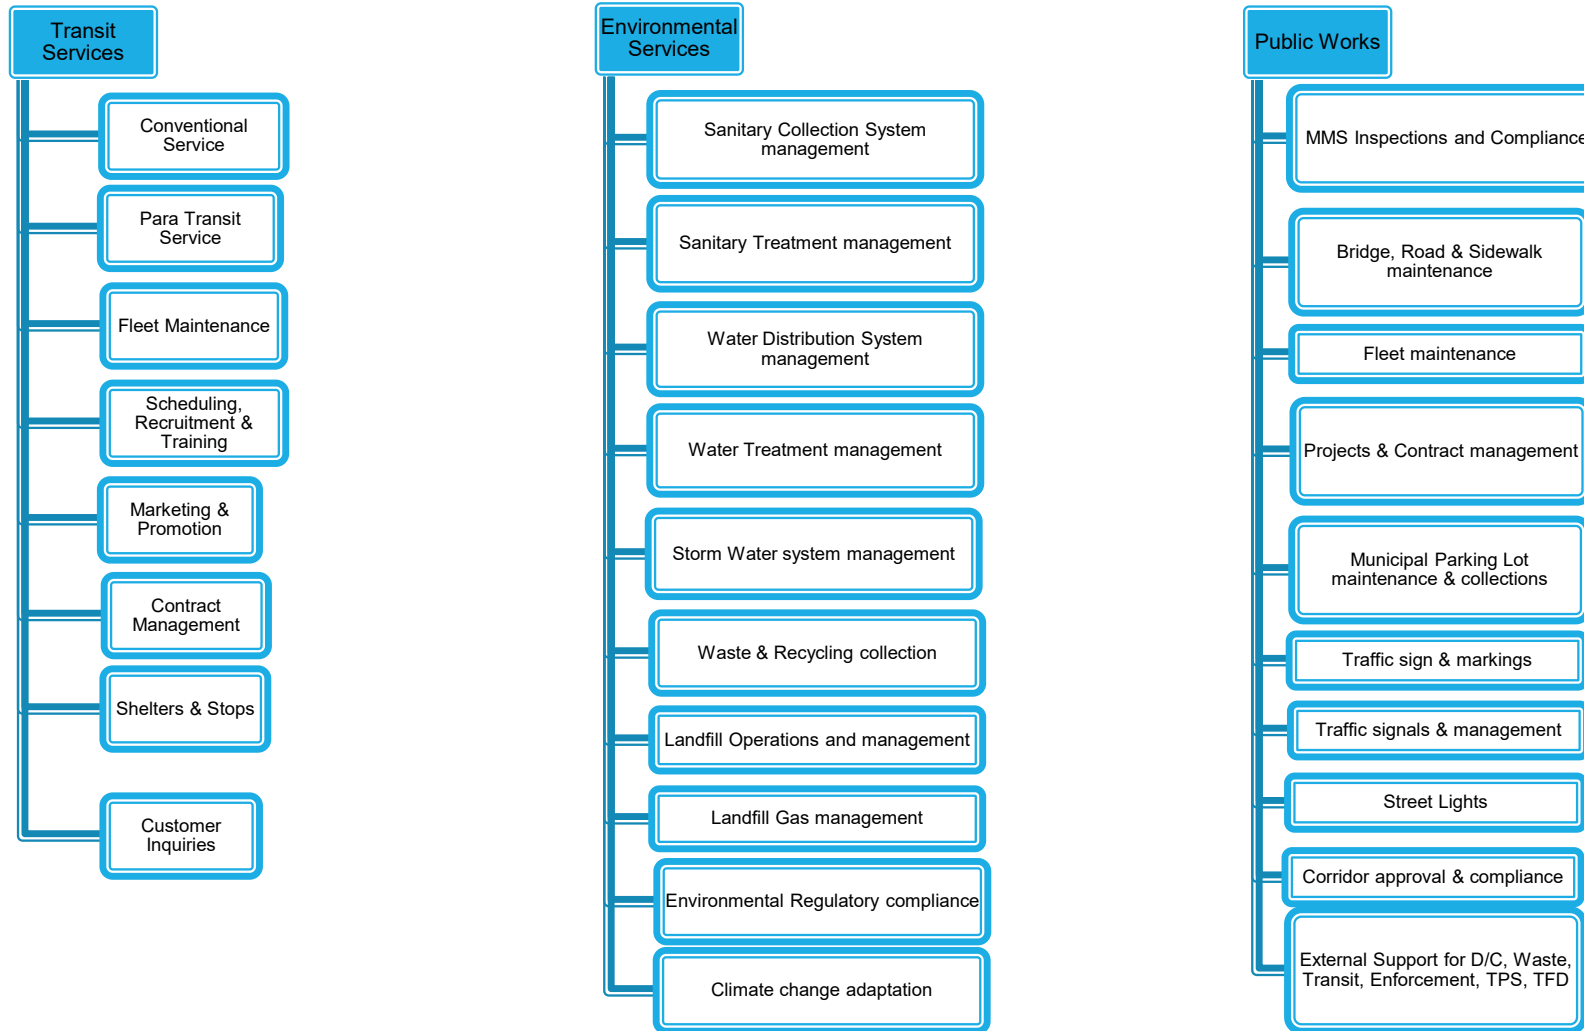 Transit
Services
Conventional
Service
Para Transit
Service
Fleet Maintenance
Scheduling,
Recruitment &
Training
Marketing &
Promotion
Contract
Management
Shelters & Stops
Customer
Inquiries
Environmental
Services
Sanitary Collection System
management
Sanitary Treatment management
Water Distribution System
management
Water Treatment management
Storm Water system management
Waste & Recycling collection
Landfill Operations and management
Landfill Gas management
Environmental Regulatory compliance
Climate change adaptation
Public Works
MMS Inspections and Compliance
Bridge, Road & Sidewalk
maintenance
Fleet maintenance
Projects & Contract management
Municipal Parking Lot
maintenance & collections
Traffic sign & markings
Traffic signals & management
Street Lights
Corridor approval & compliance
External Support for D/C, Waste,
Transit, Enforcement, TPS, TFD